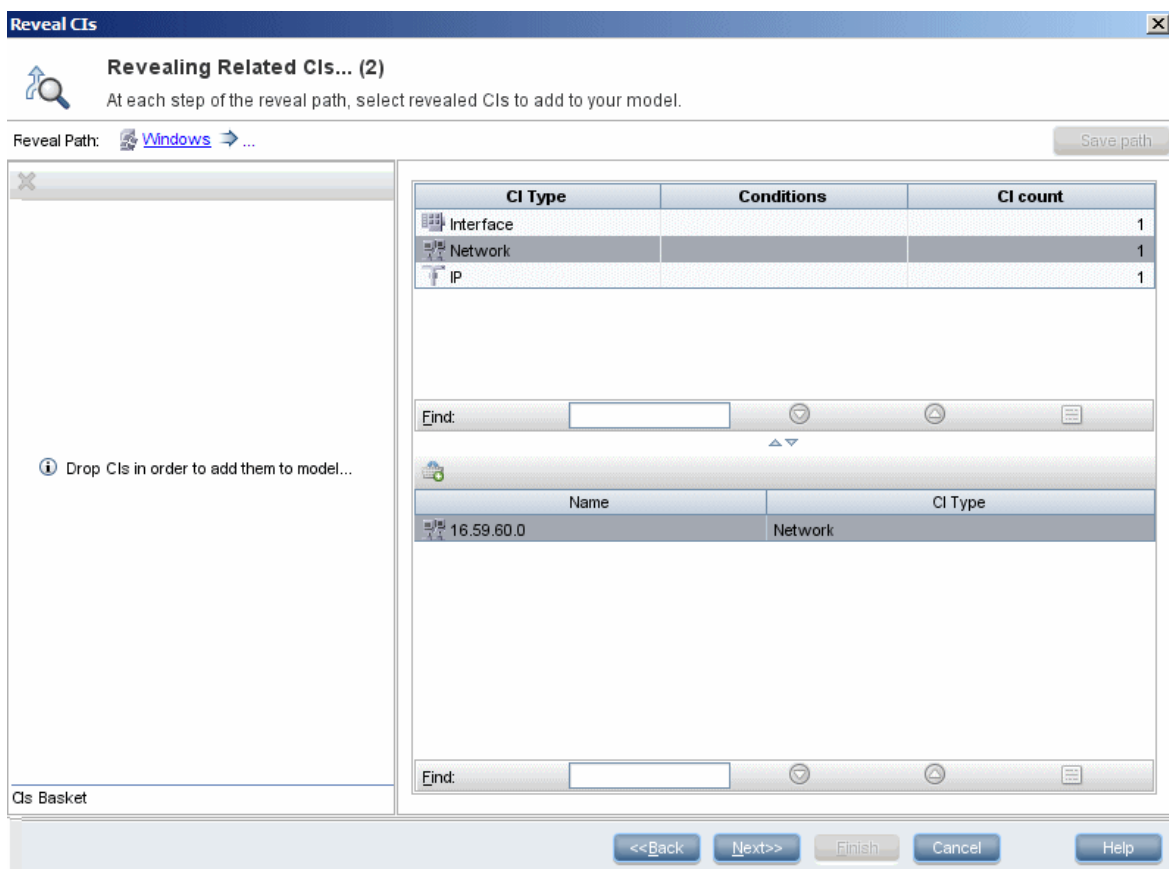 Reveal CIs
Revealing Related CIs... (2)
At each step of the reveal path, select revealed CIs to add to your model.
Reveal Path: Windows ...
Save path
CI Type Conditions CI count
Interface 1
Network 1
IP 1
Find:
Drop CIs in order to add them to model...
Name CI Type
16.59.60.0 Network
Find:
CIs Basket
<<Back Next>> Finish Cancel Help